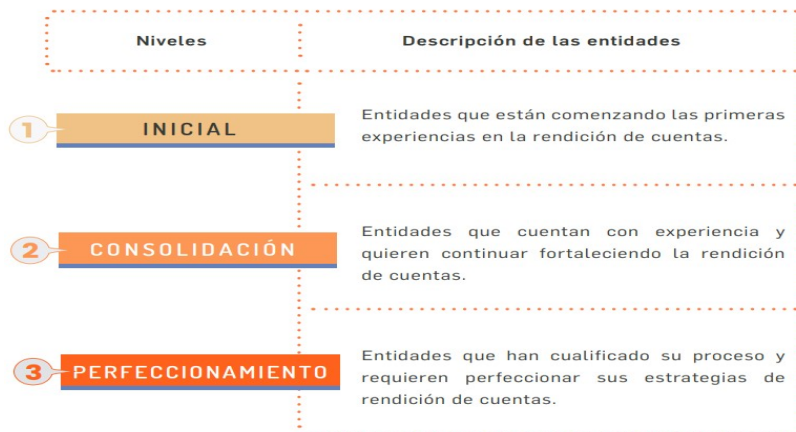 Niveles
Descripción de las entidades
1
INICIAL
Entidades que están comenzando las primeras
experiencias en la rendición de cuentas.
2
CONSOLIDACIÓN
Entidades que cuentan con experiencia y
quieren continuar fortaleciendo la rendición
de cuentas.
3
PERFECCIONAMIENTO
Entidades que han cualificado su proceso y
requieren perfeccionar sus estrategias de
rendición de cuentas.